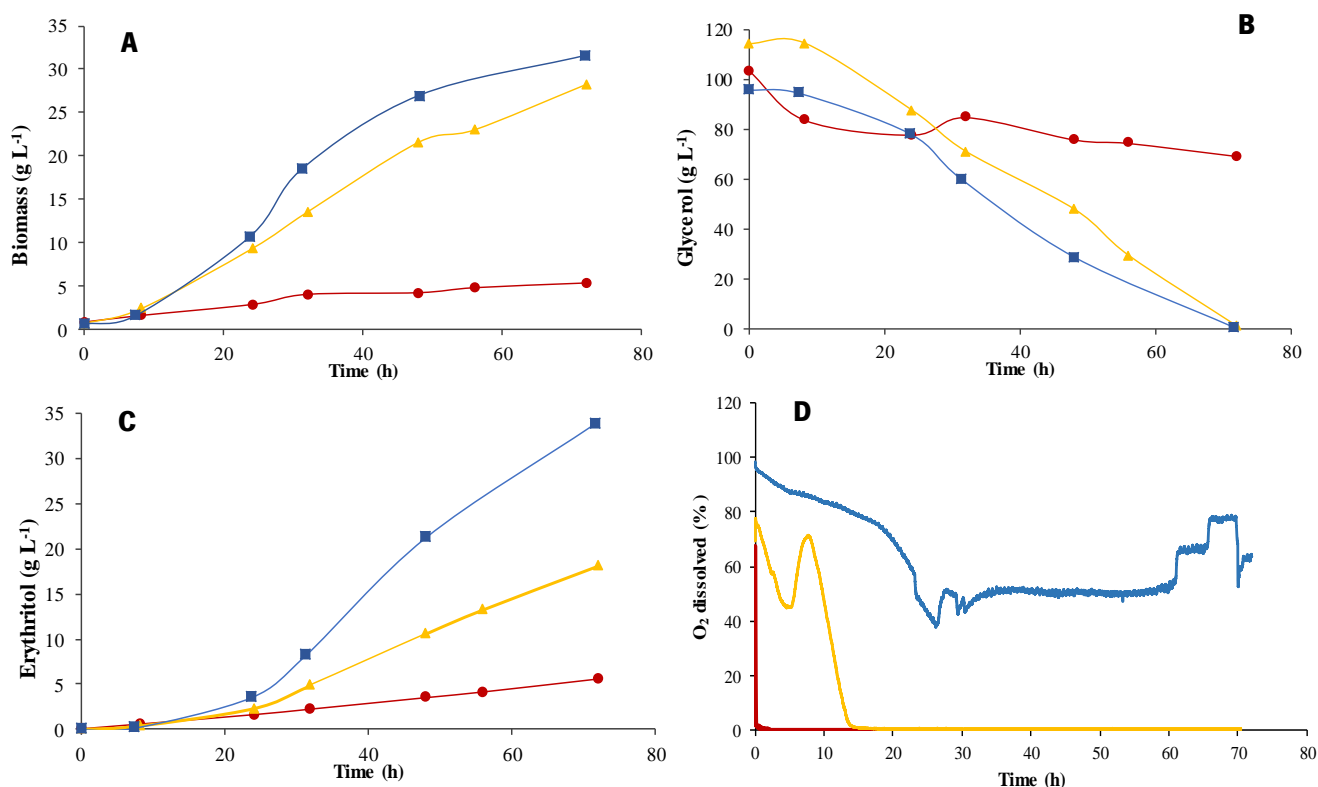 A
Biomass (g L-1)
35
30
25
20
15
10
5
0
0 20 40 60 80
Time (h)
B
Glycerol (g L-1)
120
100
80
60
40
20
0
0 20 40 60 80
Time (h)
C
Erythritol (g L-1)
35
30
25
20
15
10
5
0
0 20 40 60 80
Time (h)
D
O2 dissolved (%)
120
100
80
60
40
20
0
0 10 20 30 40 50 60 70 80
Time (h)